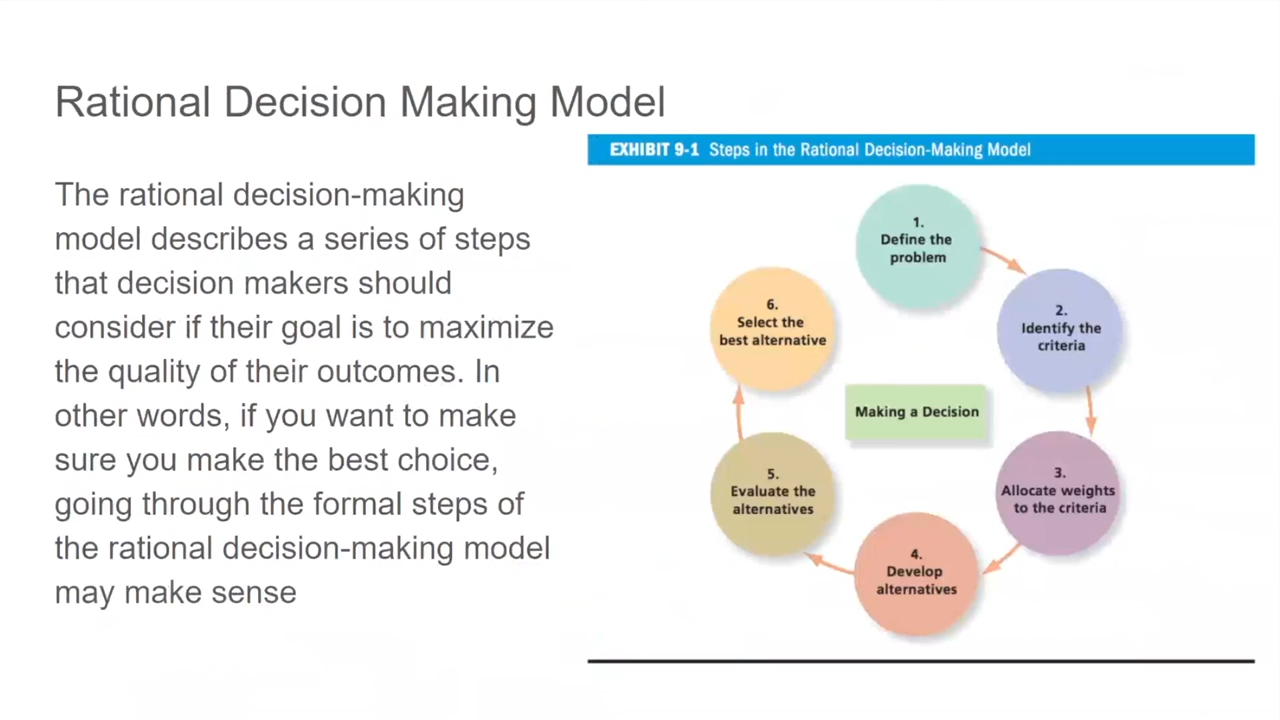 Rational Decision Making Model
The rational decision-making
model describes a series of steps
that decision makers should
consider if their goal is to maximize
the quality of their outcomes. In
other words, if you want to make
sure you make the best choice,
going through the formal steps of
the rational decision-making model
may make sense
EXHIBIT 9-1 Steps in the Rational Decision-Making Model
1.
Define the
problem
2.
Identify the
criteria
3.
Allocate weights
to the criteria
4.
Develop
alternatives
5.
Evaluate the
alternatives
6.
Select the
best alternative
Making a Decision